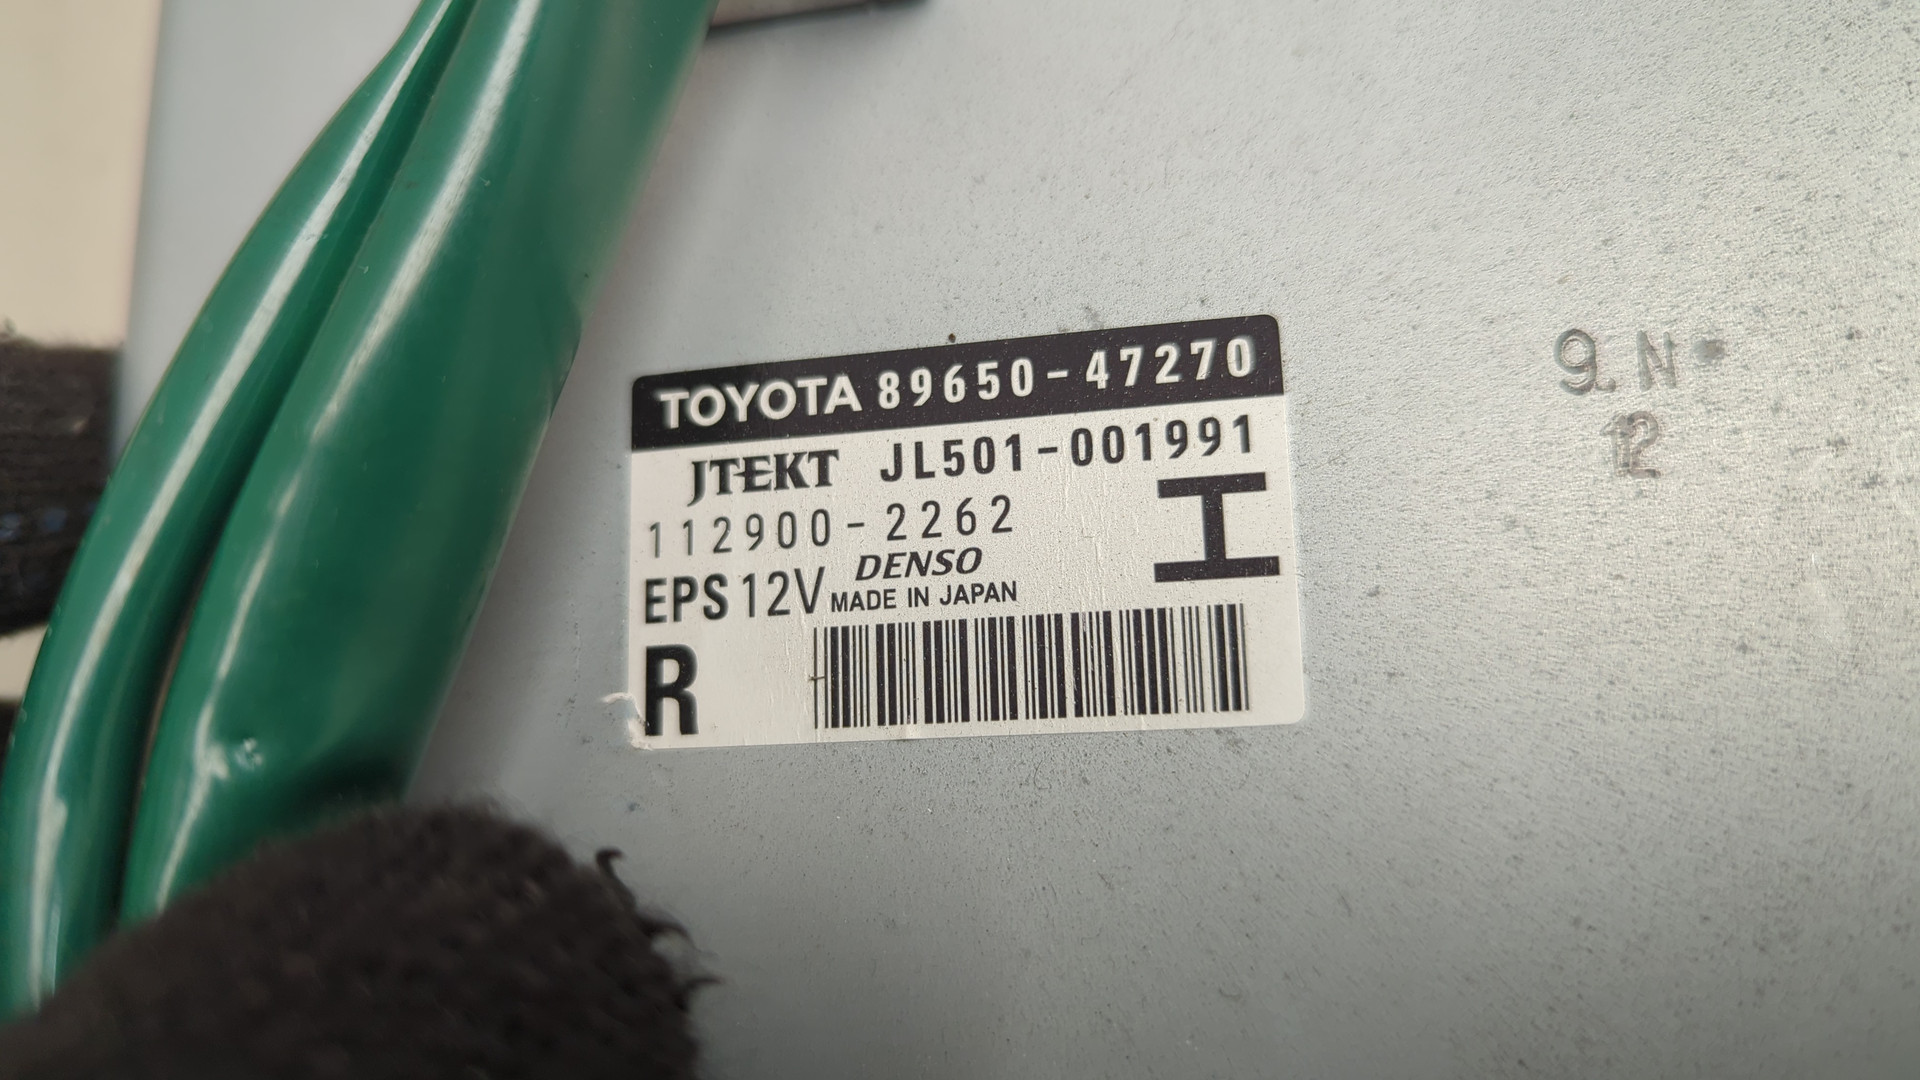 TOYOTA 89650-47270
JTEKT JL501-001991
112900-2262
DENSO
EPS 12V MADE IN JAPAN
I
R
9. N
12